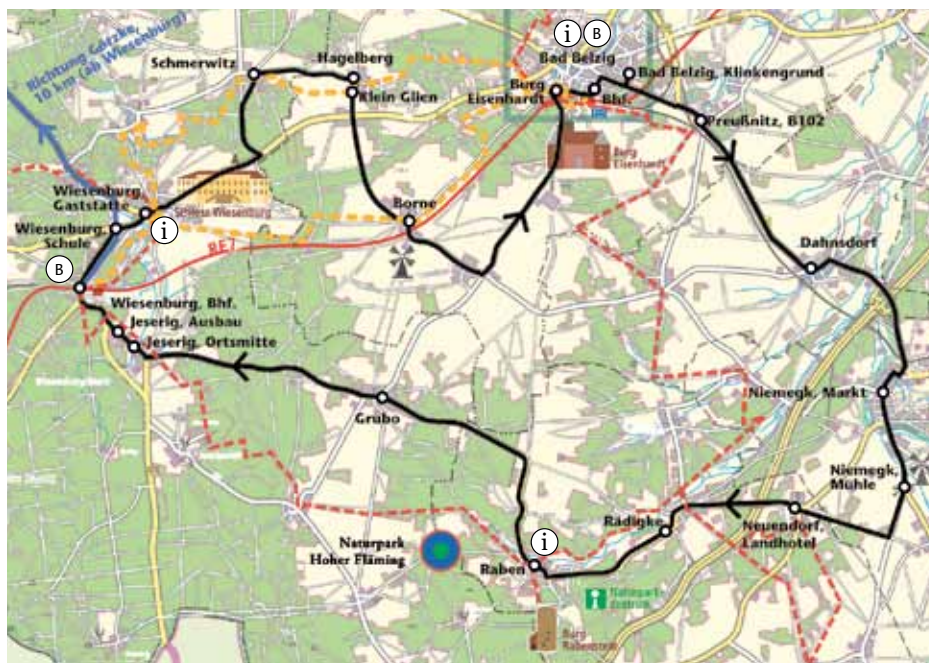 Richtung Görzke,
10 km (ab Wiesenburg)
Schmerwitz
Hagelberg
Klein Glien
i
B
Bad Belzig
Bad Belzig, Klinkengrund
Burg
Eisenhardt
Bhf.
Preußnitz, B102
Burg
Eisenhardt
Wiesenburg,
Gaststätte
Schloss Wiesenburg
i
Wiesenburg,
Schule
Borne
RE7
B
Dahnsdorf
Wiesenburg, Bhf.
Jeserig, Ausbau
Jeserig, Ortsmitte
Grubo
Niemegk, Markt
Niemegk,
Mühle
Neuendorf,
Landhotel
Rädigke
i
Naturpark
Hoher Fläming
Raben
i
Naturpark-
zentrum
Burg
Rabenstein